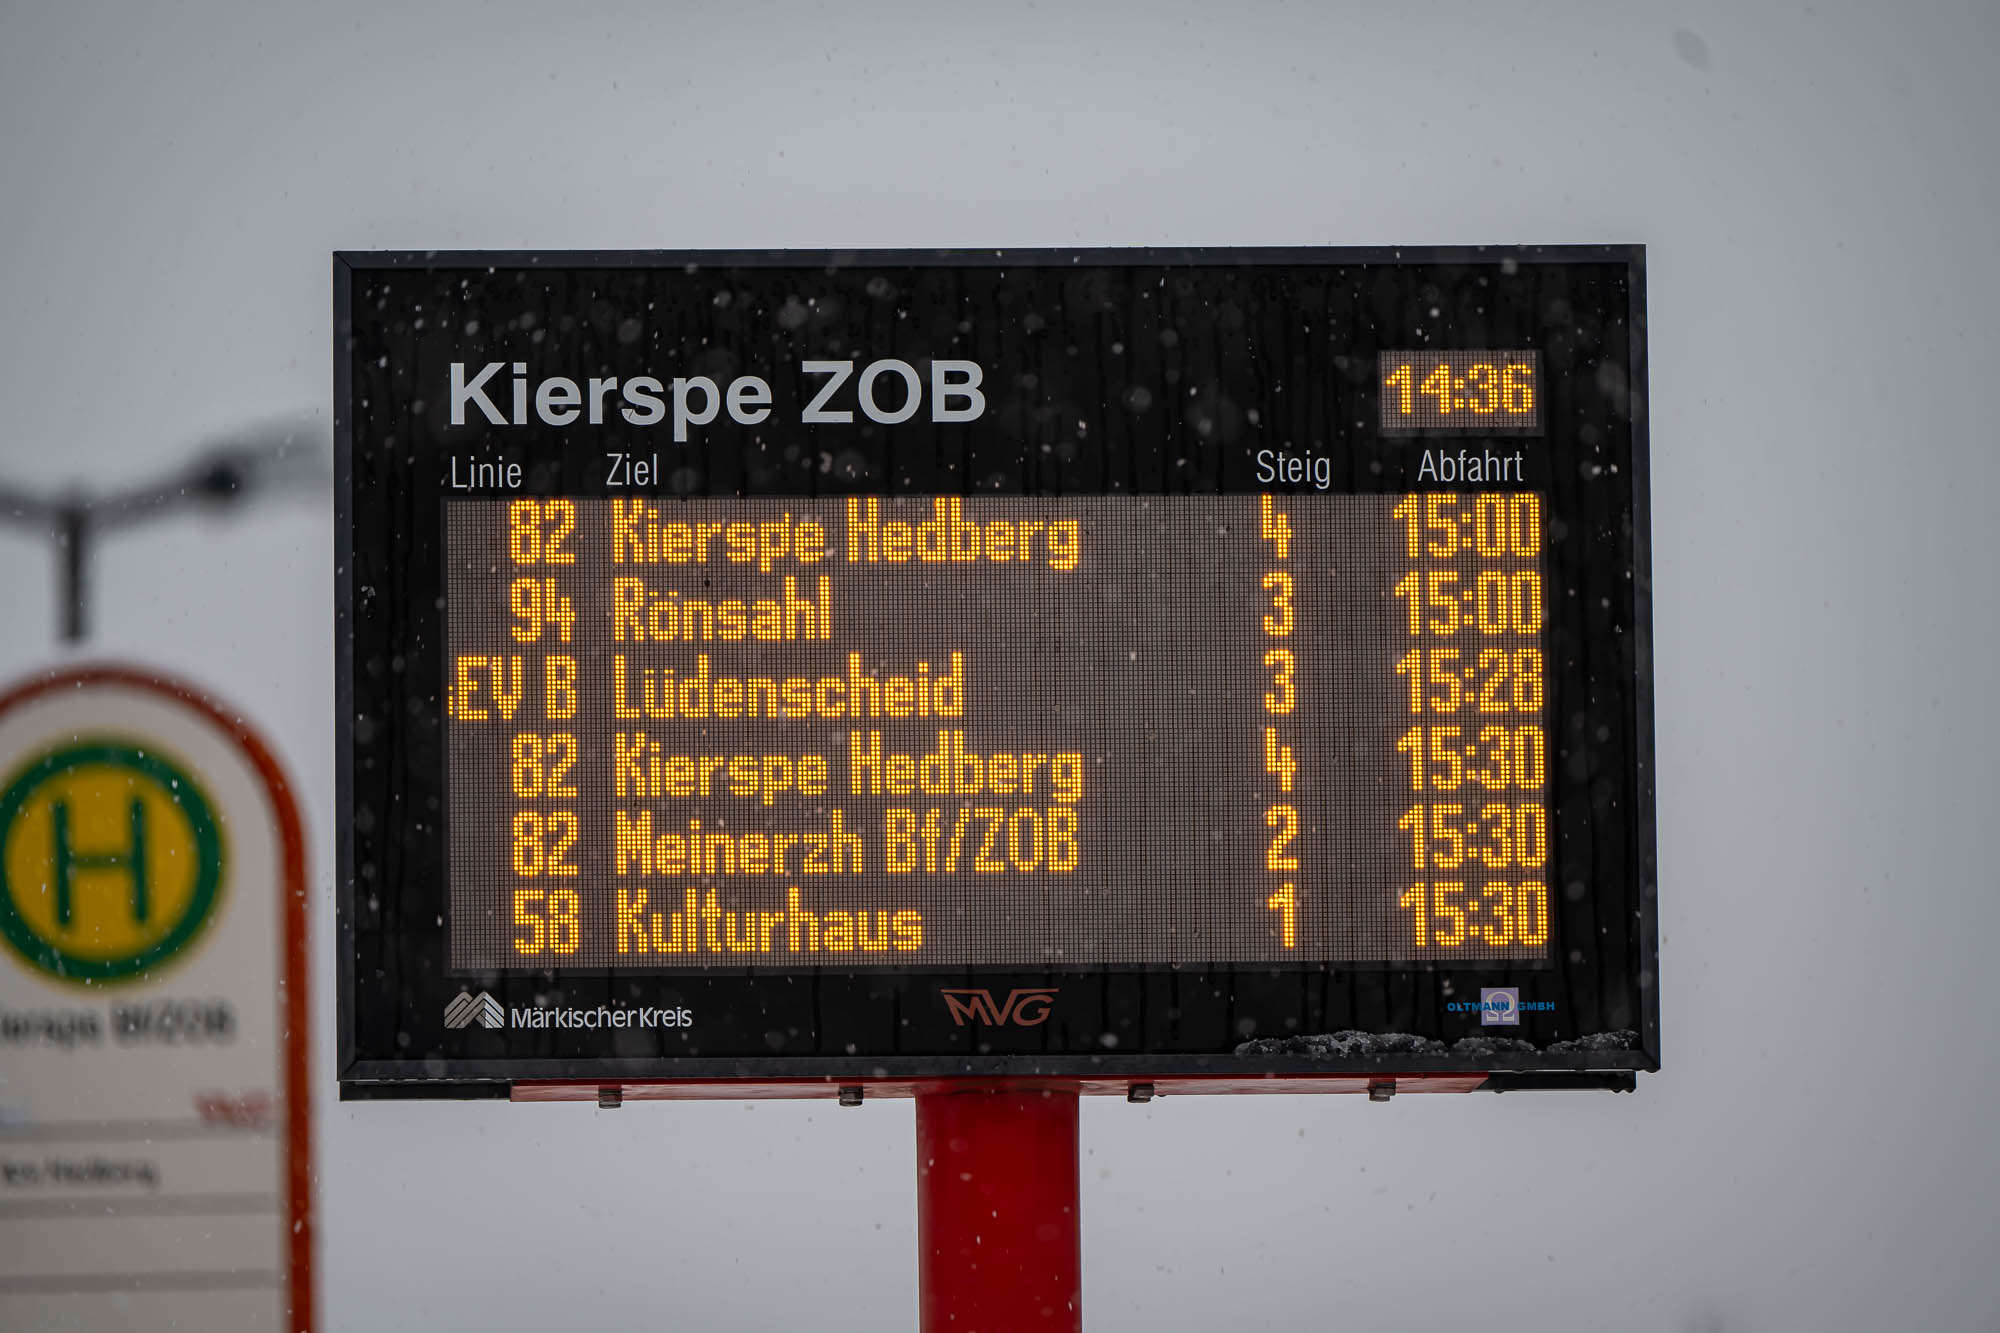 Kierspe ZOB 14:36
Linie Ziel Steig Abfahrt
82 Kierspe Hedberg 4 15:00
94 Rönsahl 3 15:00
EV B Lüdenscheid 3 15:28
82 Kierspe Hedberg 4 15:30
82 Meinerzh Bf/ZOB 2 15:30
58 Kulturhaus 1 15:30
Märkischer Kreis MVG OLTMANN GMBH
H
Bf/ZOB